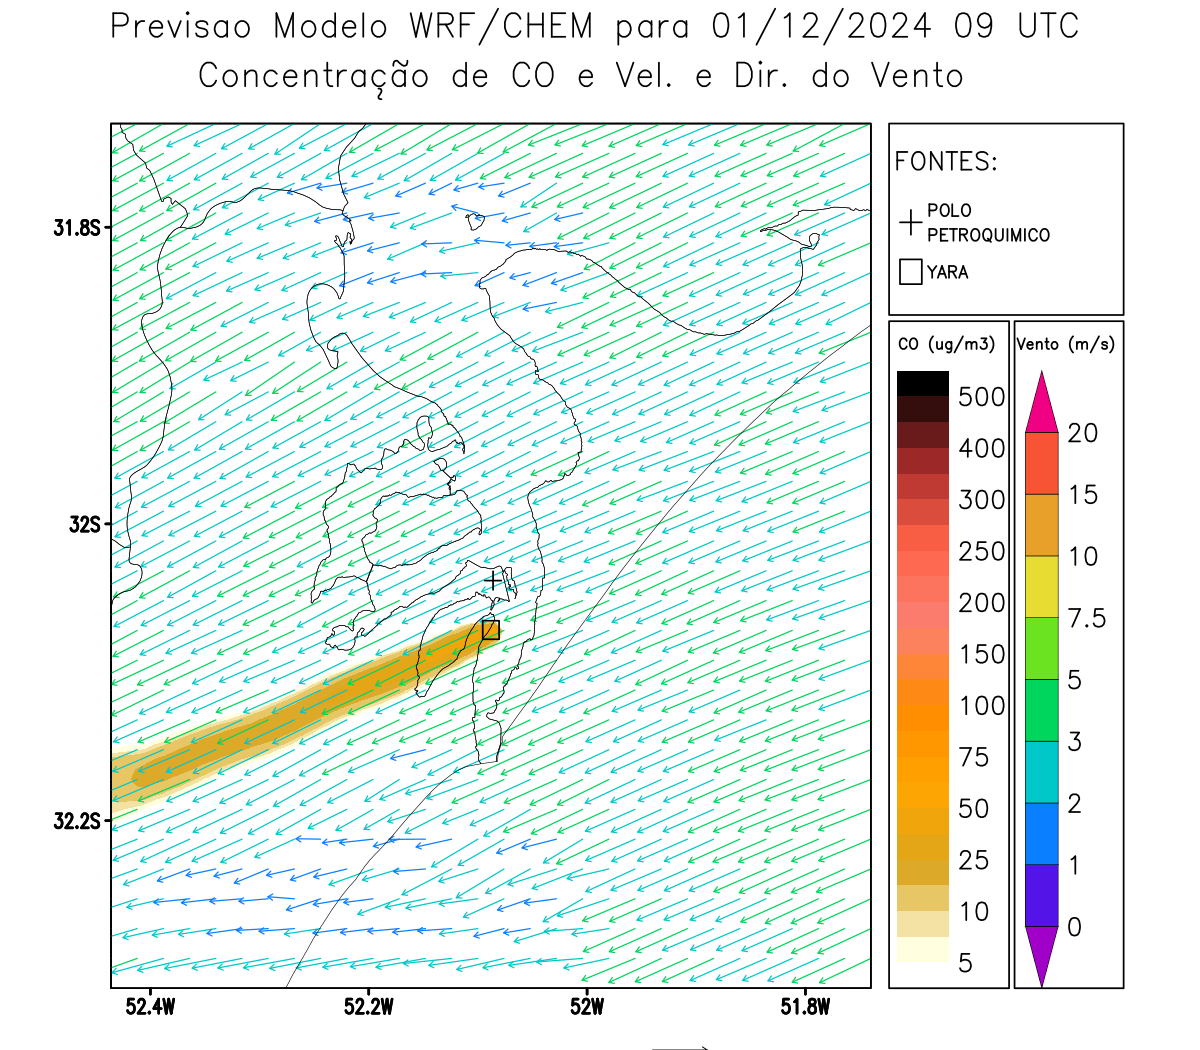 Previsao Modelo WRF/CHEM para 01/12/2024 09 UTC
Concentração de CO e Vel. e Dir. do Vento
FONTES:
POLO
PETROQUIMICO
YARA
CO (ug/m3)
500
400
300
250
200
150
100
75
50
25
10
5
Vento (m/s)
20
15
10
7.5
5
3
2
1
0
31.8S
32S
32.2S
52.4W 52.2W 52W 51.8W